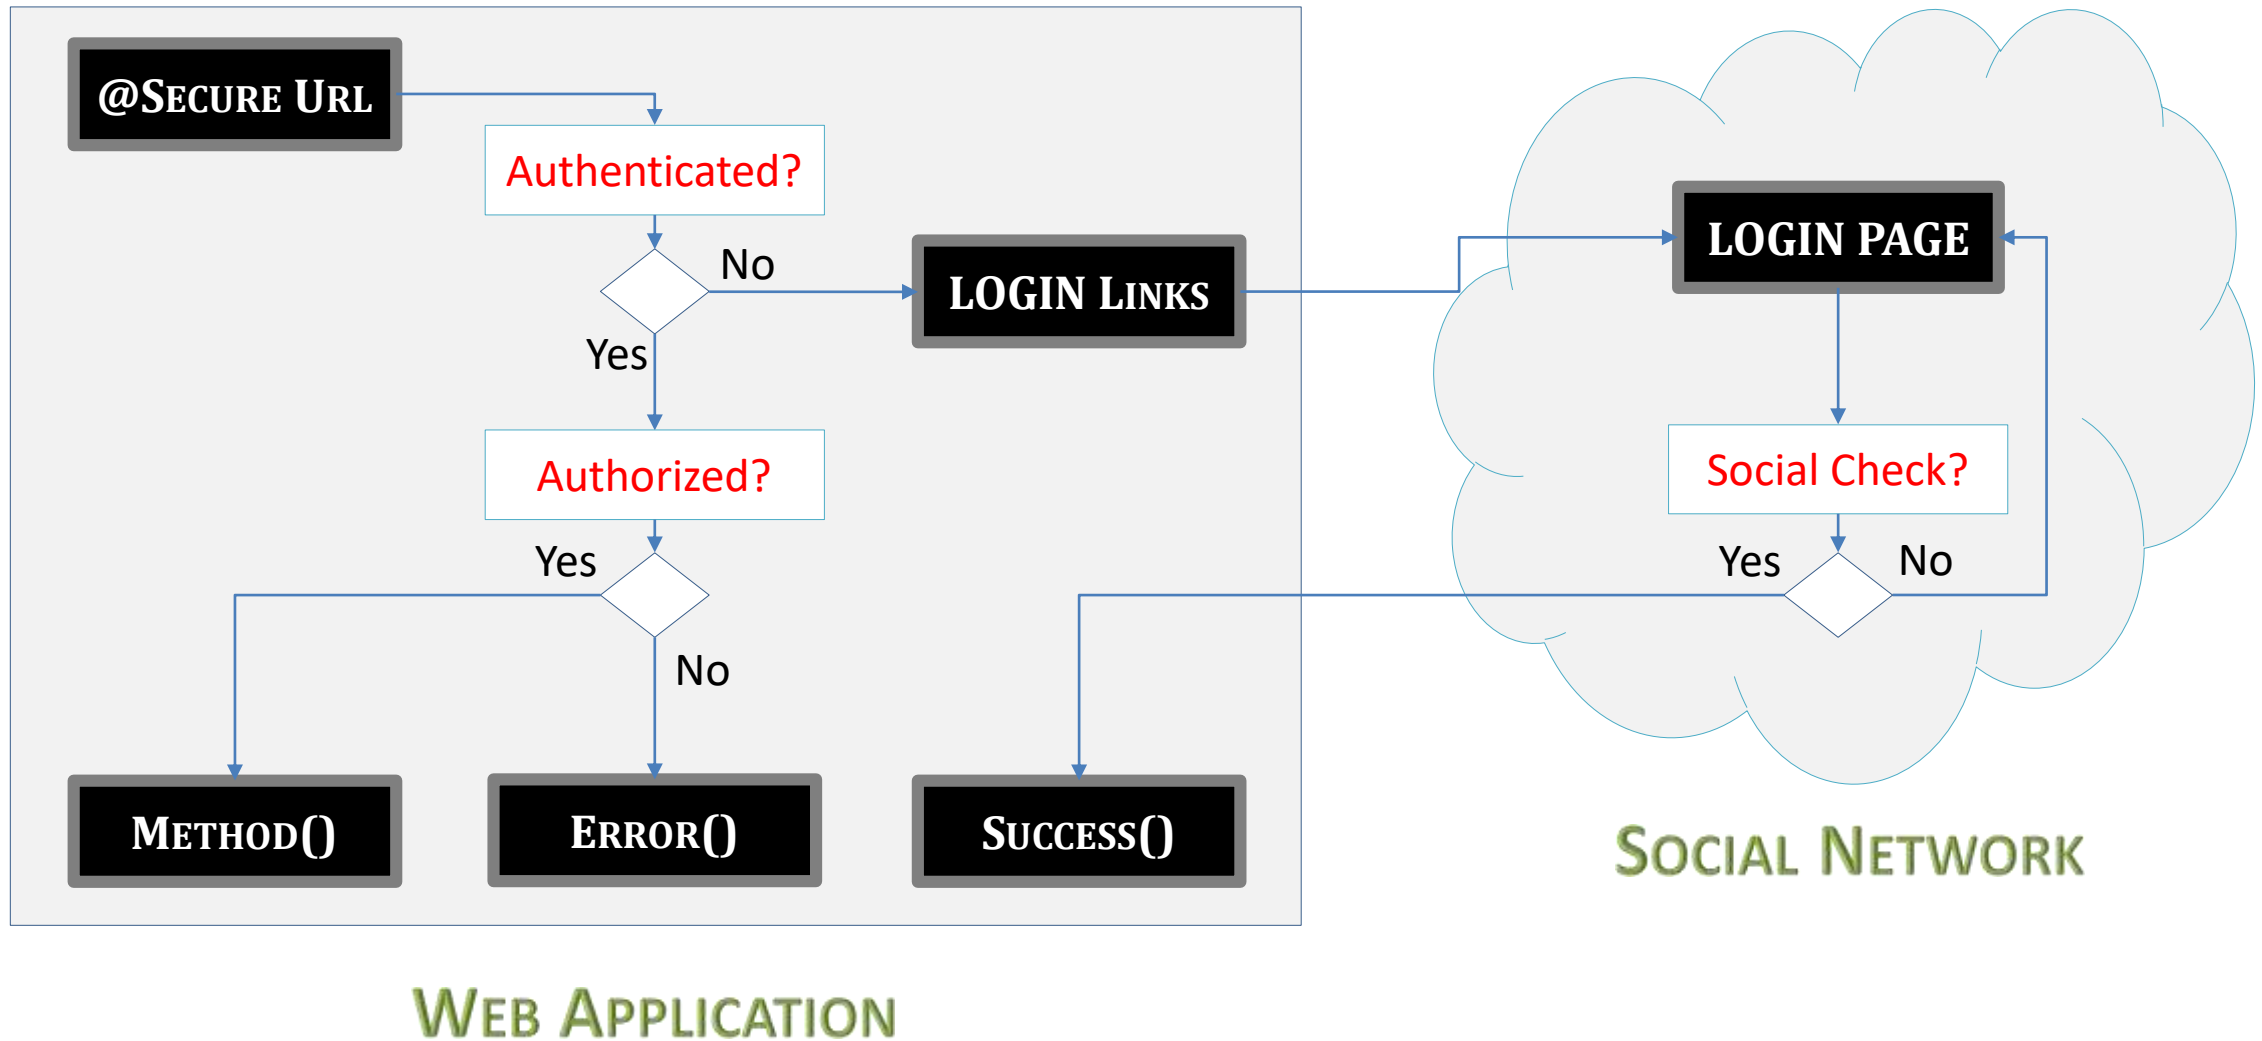 @Secure Url
Authenticated?
No
LOGIN Links
LOGIN PAGE
Yes
Authorized?
Social Check?
Yes
Yes
No
No
Method()
Error()
Success()
Social Network
Web Application